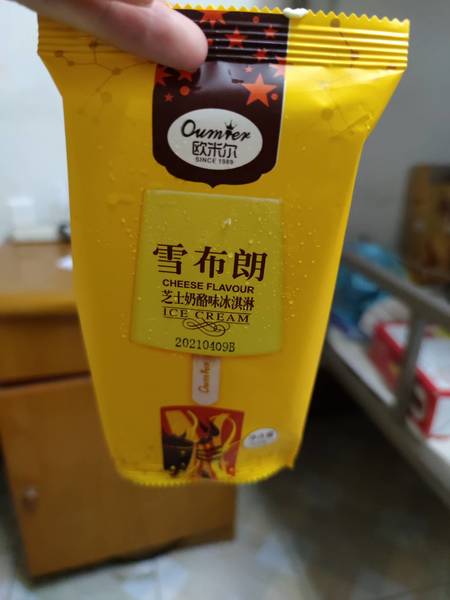 Oumier
欧米尔
SINCE 1989
雪布朗
CHEESE FLAVOUR
芝士奶酪味冰淇淋
ICE CREAM
20210409B
Oumier